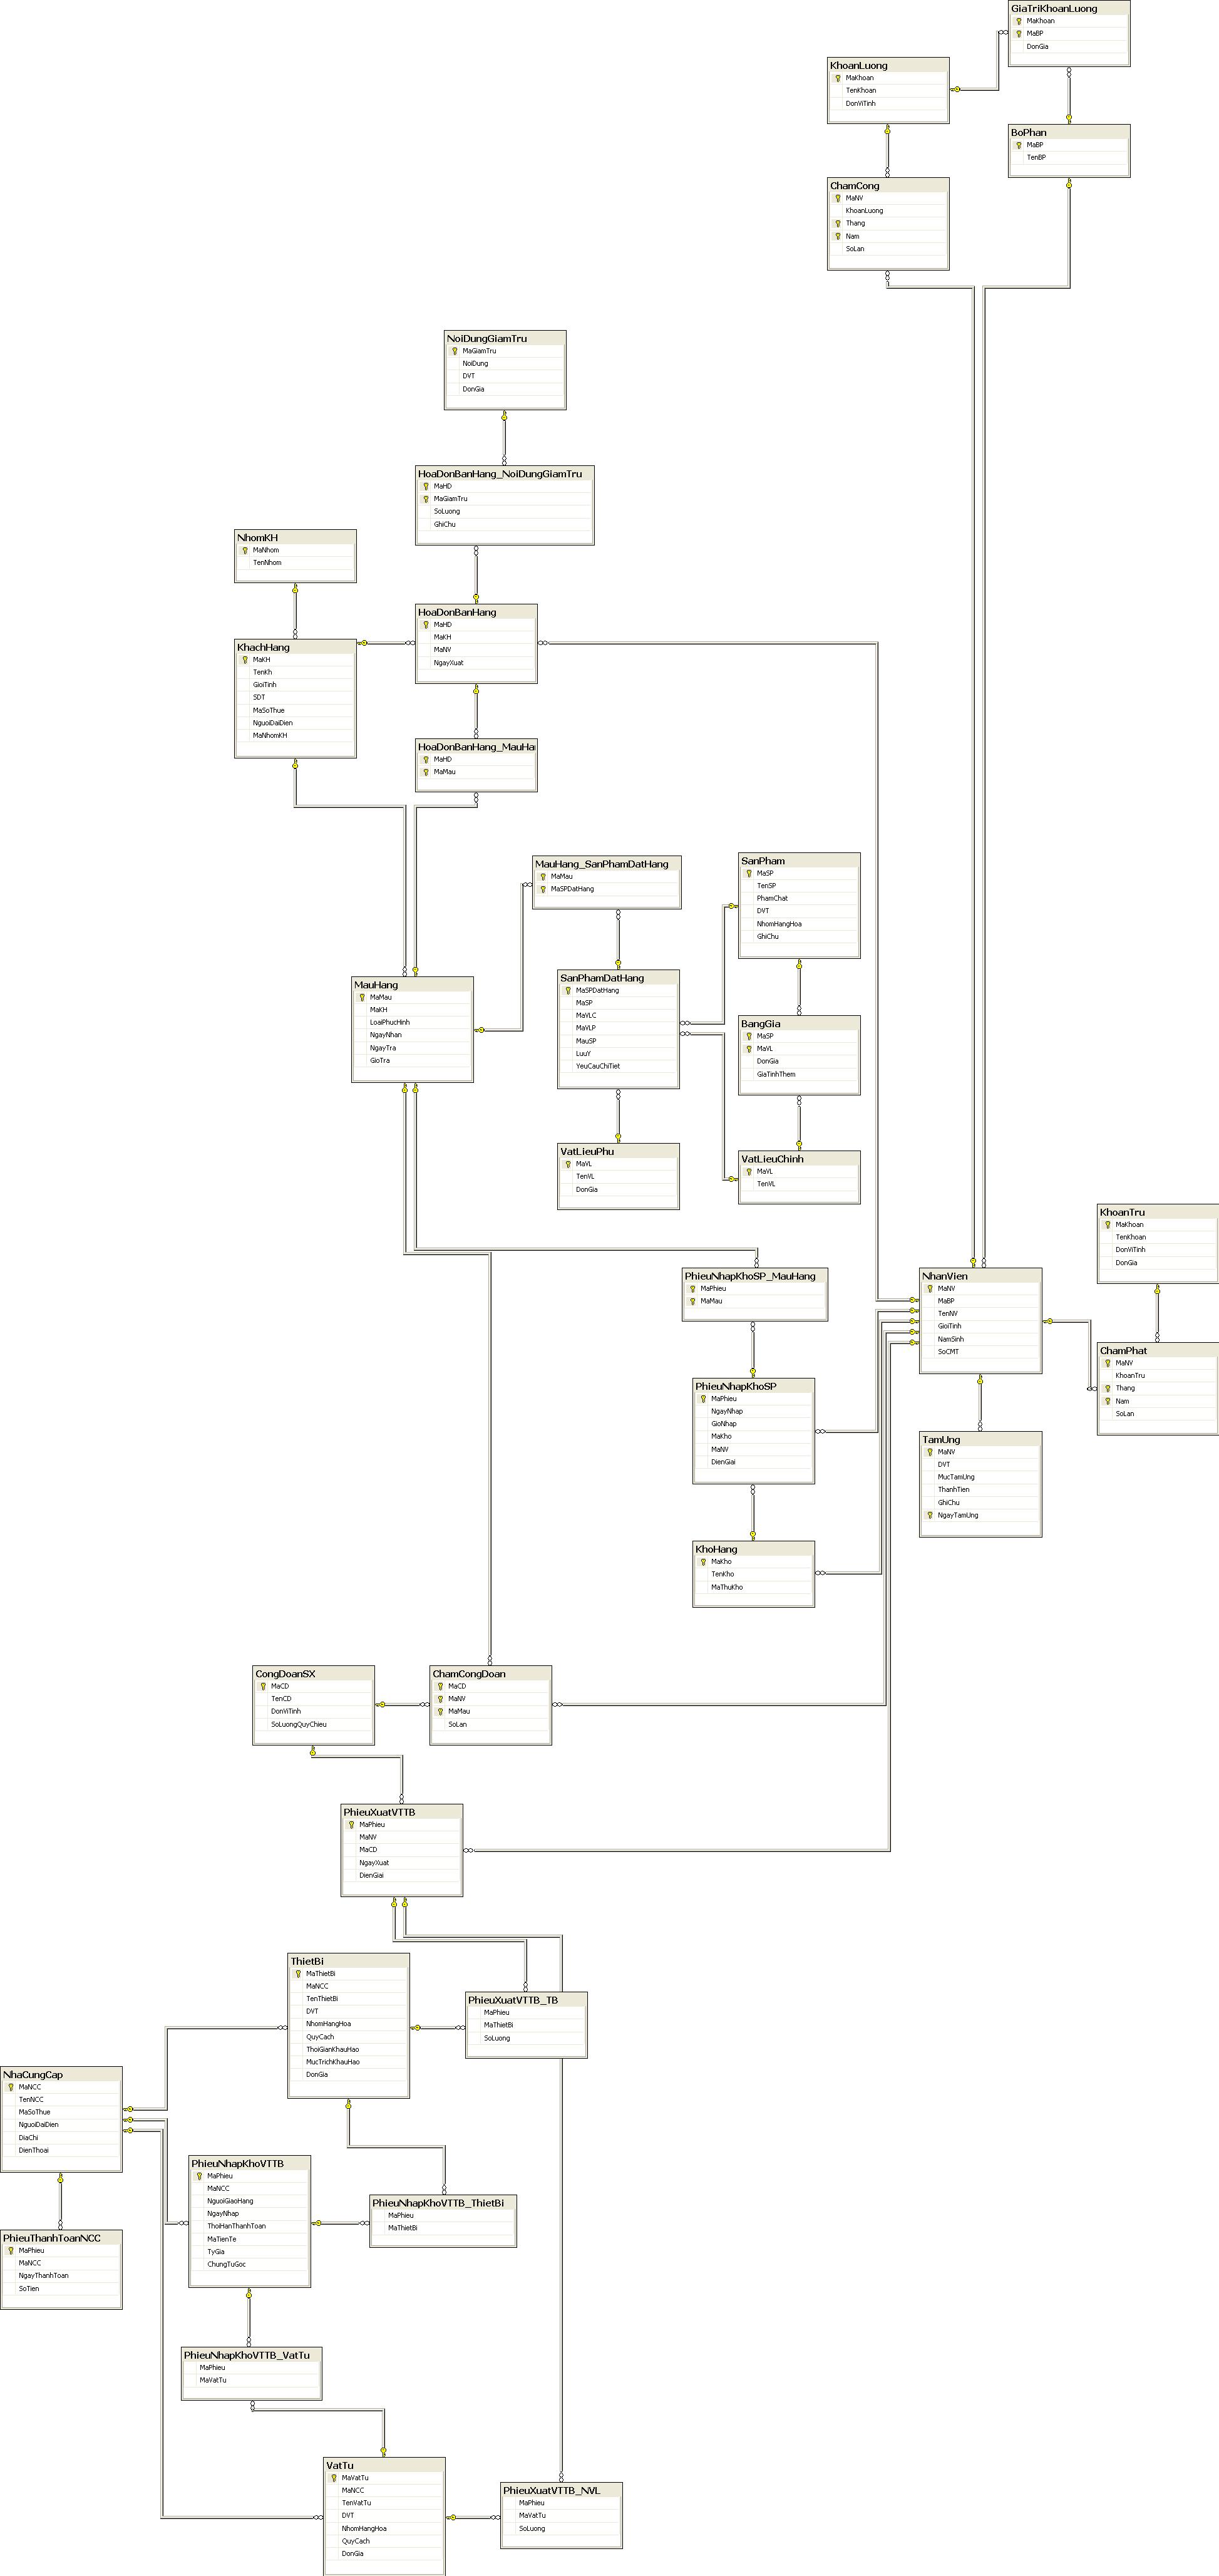 GiaTriKhoanLuong
MaKhoan
MaBP
DonGia
KhoanLuong
MaKhoan
TenKhoan
DonViTinh
BoPhan
MaBP
TenBP
ChamCong
MaNV
KhoanLuong
Thang
Nam
SoLan
NoiDungGiamTru
MaGiamTru
NoiDung
DVT
DonGia
HoaDonBanHang_NoiDungGiamTru
MaHD
MaGiamTru
SoLuong
GhiChu
NhomKH
MaNhom
TenNhom
HoaDonBanHang
MaHD
MaKH
MaNV
NgayXuat
KhachHang
MaKH
TenKh
GioiTinh
SDT
MaSoThue
NguoiDaiDien
MaNhomKH
HoaDonBanHang_MauHa
MaHD
MaMau
MauHang_SanPhamDatHang
MaMau
MaSPDatHang
SanPham
MaSP
TenSP
PhamChat
DVT
NhomHangHoa
GhiChu
MauHang
MaMau
MaKH
LoaiPhucHinh
NgayNhan
NgayTra
GioTra
SanPhamDatHang
MaSPDatHang
MaSP
MaVLC
MaVLP
MauSP
LuuY
YeuCauChiTiet
BangGia
MaSP
MaVL
DonGia
GiaTinhThem
VatLieuPhu
MaVL
TenVL
DonGia
VatLieuChinh
MaVL
TenVL
KhoanTru
MaKhoan
TenKhoan
DonViTinh
DonGia
PhieuNhapKhoSP_MauHang
MaPhieu
MaMau
NhanVien
MaNV
MaBP
TenNV
GioiTinh
NamSinh
SoCMT
ChamPhat
MaNV
KhoanTru
Thang
Nam
SoLan
PhieuNhapKhoSP
MaPhieu
NgayNhap
GioNhap
MaKho
MaNV
DienGiai
TamUng
MaNV
DVT
MucTamUng
ThanhTien
GhiChu
NgayTamUng
KhoHang
MaKho
TenKho
MaThuKho
CongDoanSX
MaCD
TenCD
DonViTinh
SoLuongQuyChieu
ChamCongDoan
MaCD
MaNV
MaMau
SoLan
PhieuXuatVTTB
MaPhieu
MaNV
MaCD
NgayXuat
DienGiai
ThietBi
MaThietBi
MaNCC
TenThietBi
DVT
NhomHangHoa
QuyCach
ThoiGianKhauHao
MucTrichKhauHao
DonGia
PhieuXuatVTTB_TB
MaPhieu
MaThietBi
SoLuong
NhaCungCap
MaNCC
TenNCC
MaSoThue
NguoiDaiDien
DiaChi
DienThoai
PhieuNhapKhoVTTB
MaPhieu
MaNCC
NguoiGiaoHang
NgayNhap
ThoiHanThanhToan
MaTienTe
TyGia
ChungTuGoc
PhieuNhapKhoVTTB_ThietBi
MaPhieu
MaThietBi
PhieuThanhToanNCC
MaPhieu
MaNCC
NgayThanhToan
SoTien
PhieuNhapKhoVTTB_VatTu
MaPhieu
MaVatTu
VatTu
MaVatTu
MaNCC
TenVatTu
DVT
NhomHangHoa
QuyCach
DonGia
PhieuXuatVTTB_NVL
MaPhieu
MaVatTu
SoLuong